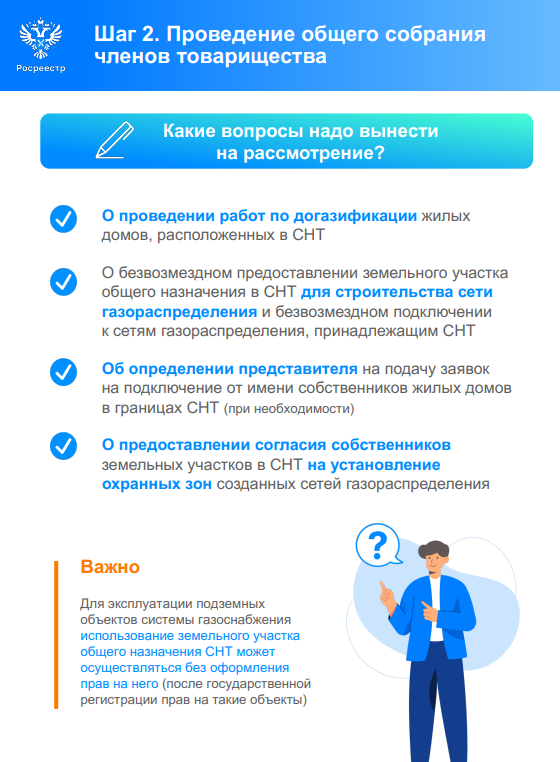 Росреестр
Шаг 2. Проведение общего собрания
членов товарищества
Какие вопросы надо вынести
на рассмотрение?
О проведении работ по догазификации жилых
домов, расположенных в СНТ
О безвозмездном предоставлении земельного участка
общего назначения в СНТ для строительства сети
газораспределения и безвозмездном подключении
к сетям газораспределения, принадлежащим СНТ
Об определении представителя на подачу заявок
на подключение от имени собственников жилых домов
в границах СНТ (при необходимости)
О предоставлении согласия собственников
земельных участков в СНТ на установление
охранных зон созданных сетей газораспределения
?
Важно
Для эксплуатации подземных
объектов системы газоснабжения
использование земельного участка
общего назначения СНТ может
осуществляться без оформления
прав на него (после государственной
регистрации прав на такие объекты)